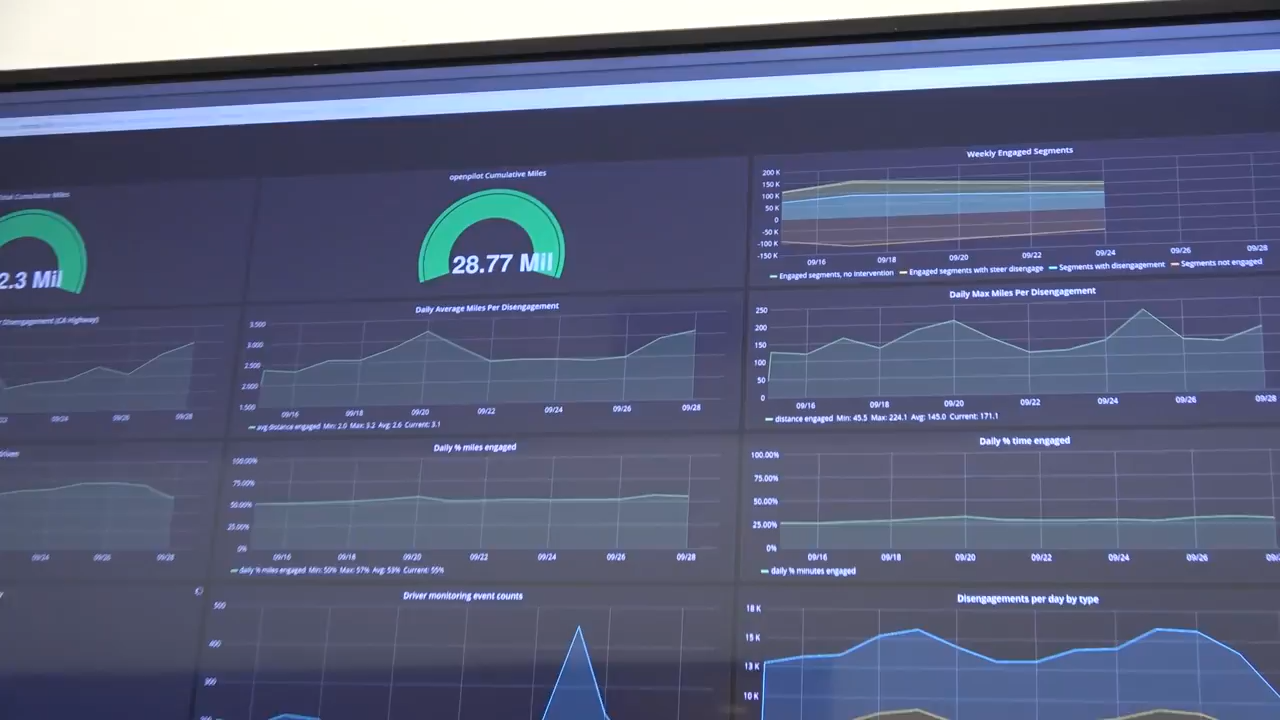 Total Cumulative Miles
2.3 Mil
openpilot Cumulative Miles
28.77 Mil
Weekly Engaged Segments
200 K
150 K
100 K
50 K
0
-50 K
-100 K
-150 K
09/16 09/18 09/20 09/22 09/24 09/26 09/28
Engaged segments, no intervention Engaged segments with steer disengage Segments with disengagement Segments not engaged
Disengagement (CA Highway)
09/24 09/26 09/28
Daily Average Miles Per Disengagement
3.500
3.000
2.500
2.000
1.500
09/16 09/18 09/20 09/22 09/24 09/26 09/28
avg distance engaged Min: 2.0 Max: 3.2 Avg: 2.6 Current: 3.1
Daily Max Miles Per Disengagement
250
200
150
100
50
0
09/16 09/18 09/20 09/22 09/24 09/26 09/28
distance engaged Min: 45.5 Max: 224.1 Avg: 145.0 Current: 171.1
driven
09/24 09/26 09/28
Daily % miles engaged
100.00%
75.00%
50.00%
25.00%
0%
09/16 09/18 09/20 09/22 09/24 09/26 09/28
daily % miles engaged Min: 50% Max: 57% Avg: 53% Current: 55%
Daily % time engaged
100.00%
75.00%
50.00%
25.00%
0%
09/16 09/18 09/20 09/22 09/24 09/26
daily % minutes engaged
Driver monitoring event counts
500
400
300
Disengagements per day by type
18 K
15 K
13 K
10 K